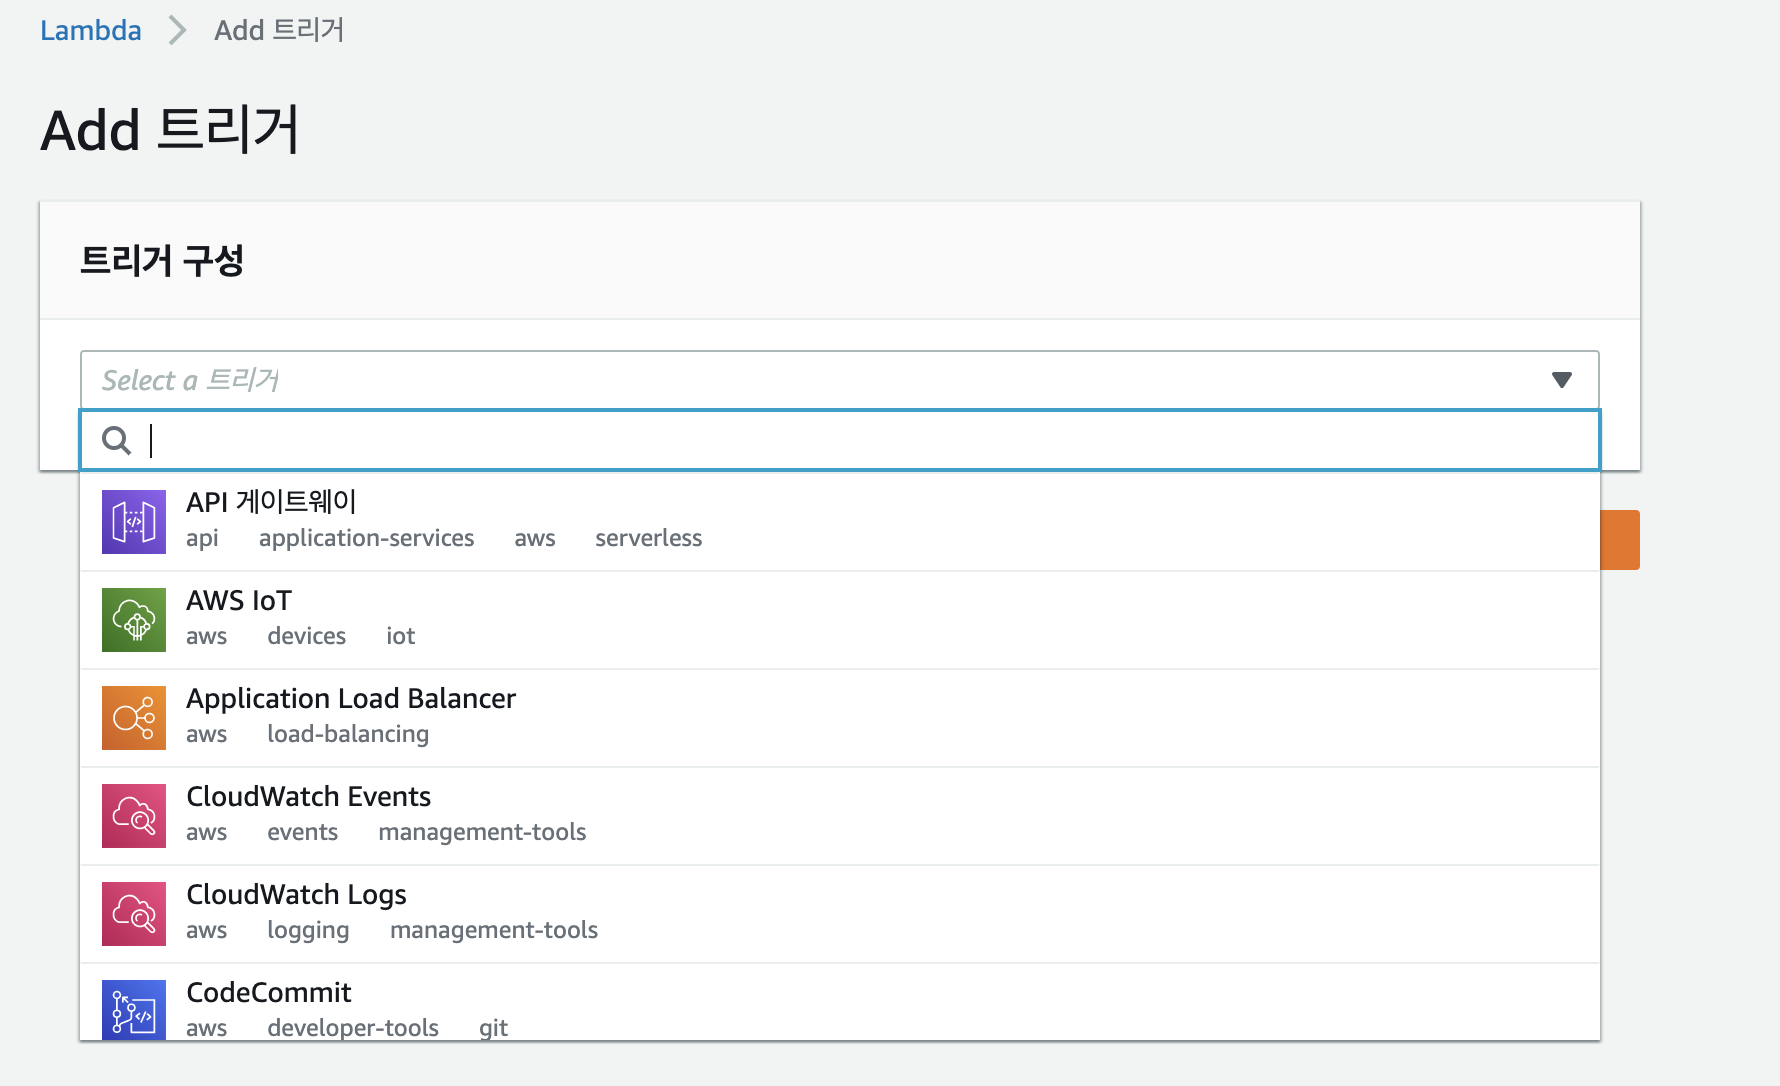 Lambda > Add 트리거
Add 트리거
트리거 구성
Select a 트리거
API 게이트웨이
api application-services aws serverless
AWS IoT
aws devices iot
Application Load Balancer
aws load-balancing
CloudWatch Events
aws events management-tools
CloudWatch Logs
aws logging management-tools
CodeCommit
aws developer-tools git